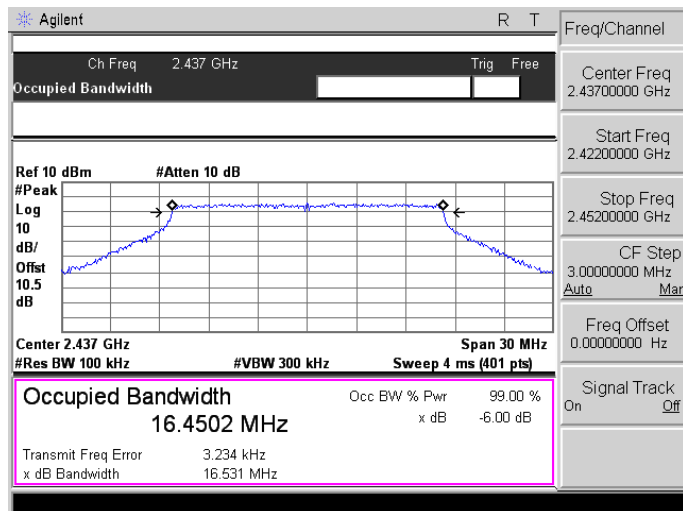 Agilent R T
Ch Freq 2.437 GHz Trig Free
Occupied Bandwidth
Ref 10 dBm #Atten 10 dB
#Peak
Log
10
dB/
Offst
10.5
dB
Center 2.437 GHz Span 30 MHz
#Res BW 100 kHz #VBW 300 kHz Sweep 4 ms (401 pts)
Occupied Bandwidth Occ BW % Pwr 99.00 %
16.4502 MHz x dB -6.00 dB
Transmit Freq Error 3.234 kHz
x dB Bandwidth 16.531 MHz
Freq/Channel
Center Freq
2.43700000 GHz
Start Freq
2.42200000 GHz
Stop Freq
2.45200000 GHz
CF Step
3.00000000 MHz
Auto Mar
Freq Offset
0.00000000 Hz
Signal Track
On Off